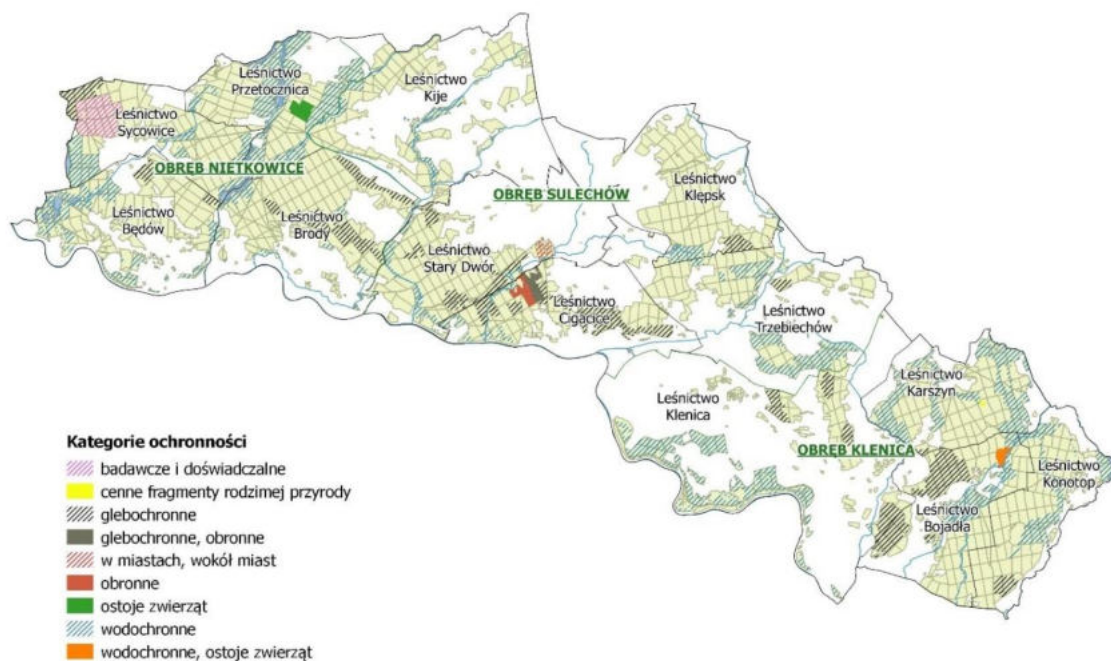 Leśnictwo
Przetocznica
Leśnictwo
Kije
Leśnictwo
Sycowice
OBRĘB NIETKOWICE
Leśnictwo
Będów
Leśnictwo
Brody
OBRĘB SULECHÓW
Leśnictwo
Klępsk
Leśnictwo
Stary Dwór
Leśnictwo
Cigacice
Leśnictwo
Trzebiechów
Leśnictwo
Klenica
Leśnictwo
Karszyn
OBRĘB KLENICA
Leśnictwo
Konotop
Leśnictwo
Bojadła
Kategorie ochronności
badawcze i doświadczalne
cenne fragmenty rodzimej przyrody
glebochronne
glebochronne, obronne
w miastach, wokół miast
obronne
ostoje zwierząt
wodochronne
wodochronne, ostoje zwierząt